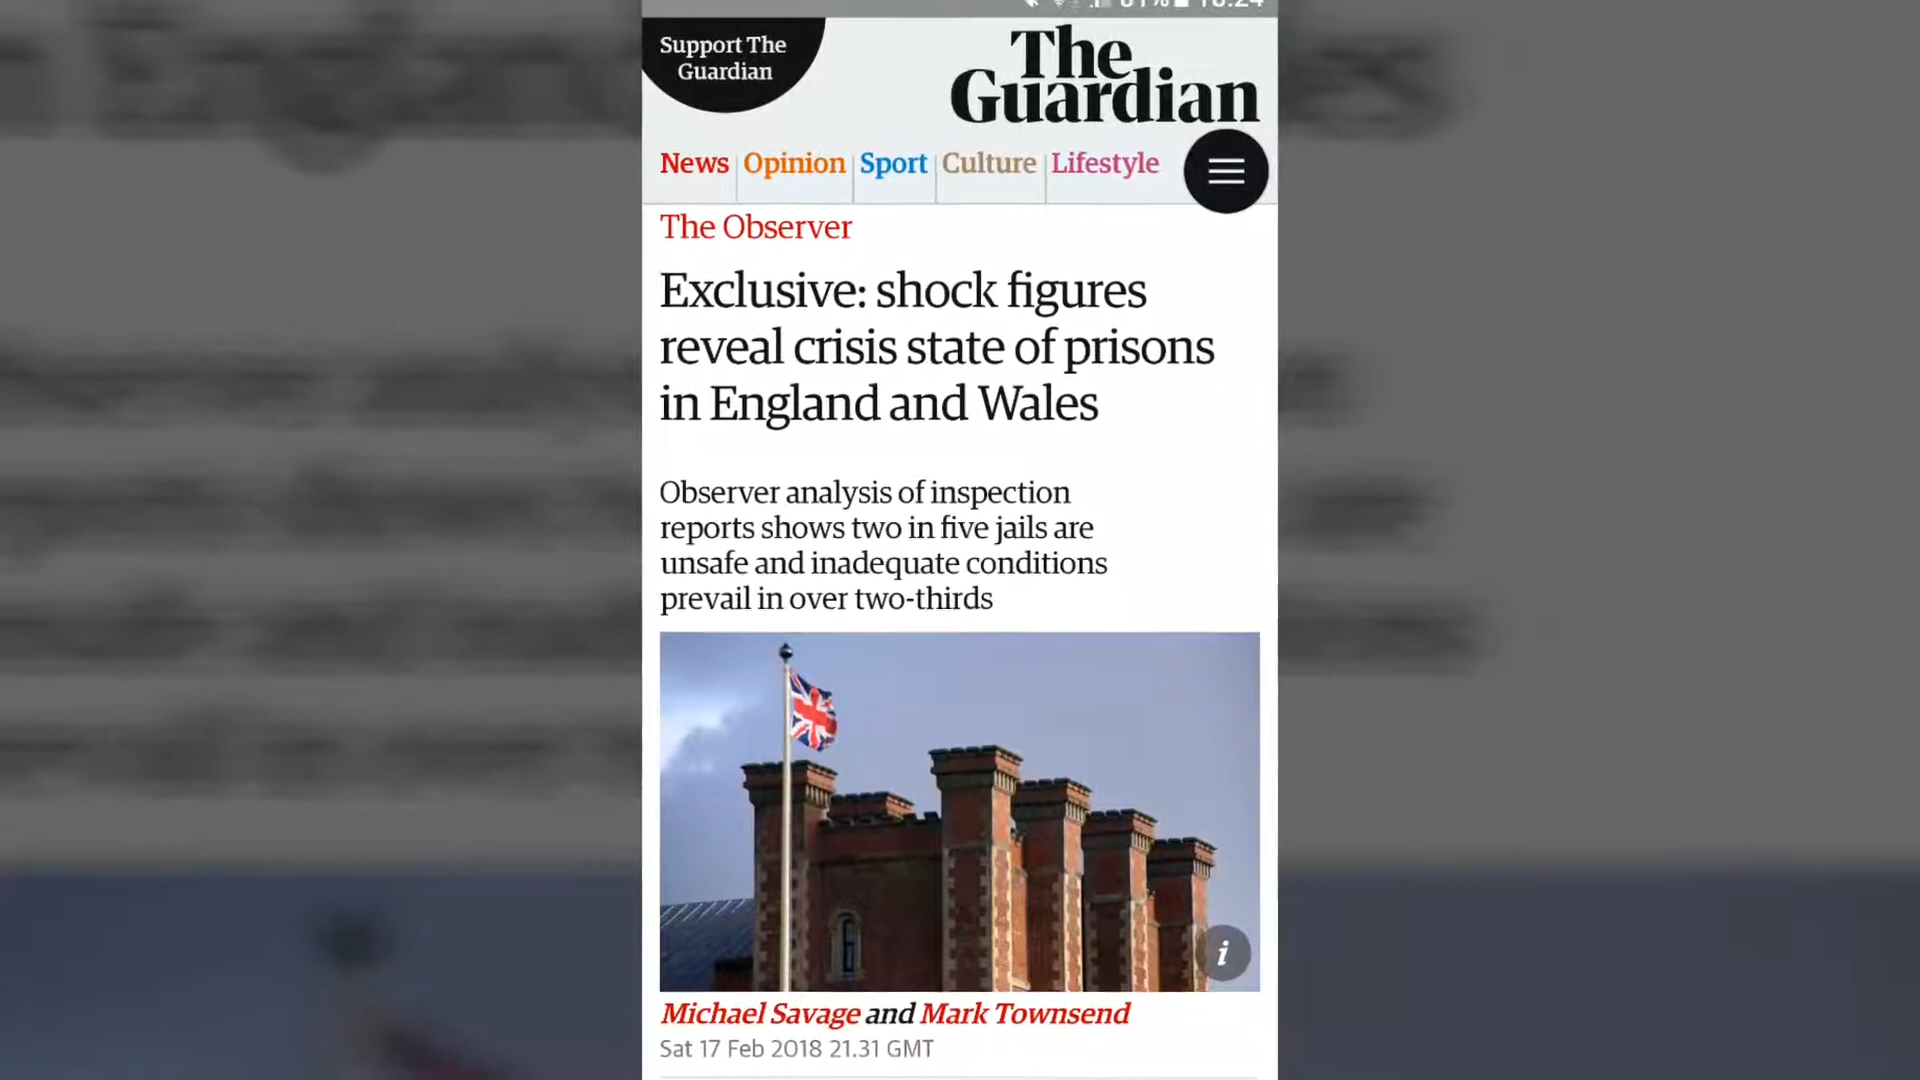 Support The
Guardian
The
Guardian
News
Opinion
Sport
Culture
Lifestyle
The Observer
Exclusive: shock figures
reveal crisis state of prisons
in England and Wales
Observer analysis of inspection
reports shows two in five jails are
unsafe and inadequate conditions
prevail in over two-thirds
i
Michael Savage and Mark Townsend
Sat 17 Feb 2018 21.31 GMT